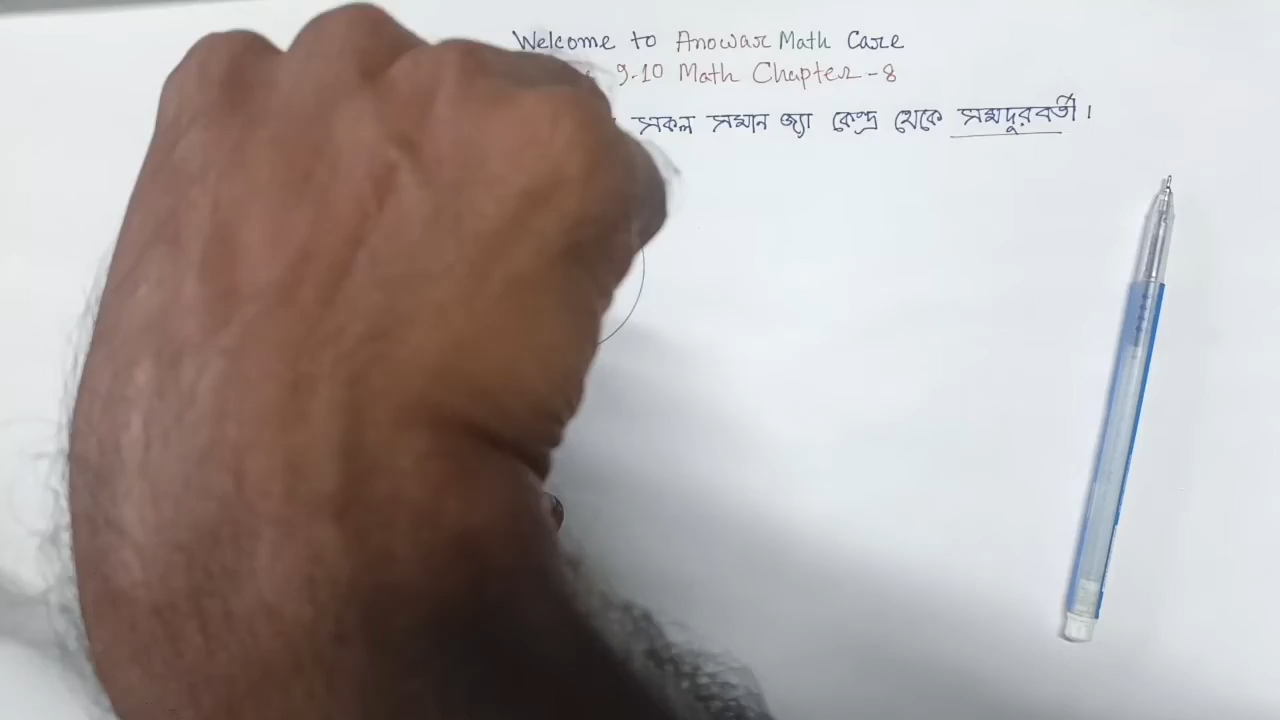 Welcome to Anowar Math Care
9-10 Math Chapter-8
সকল সমান জ্যা কেন্দ্র থেকে সমদূরবর্তী।